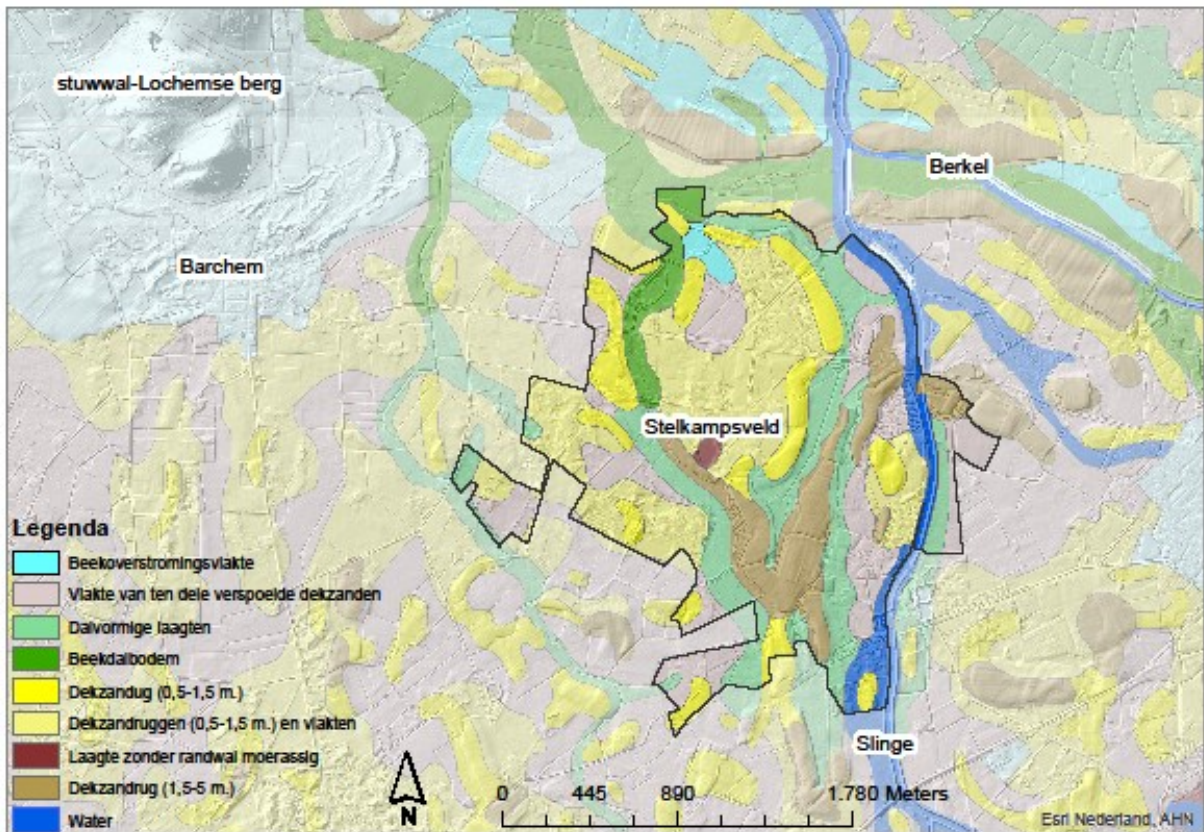 stuwwal-Lochemse berg
Berkel
Barchem
Stelkampsveld
Legenda
Beekoverstromingsvlakte
Vlakte van ten dele verspoelde dekzanden
Dalvormige laagten
Beekdalbodem
Dekzandug (0,5-1,5 m.)
Dekzandruggen (0,5-1,5 m.) en vlakten
Laagte zonder randwal moerassig
Dekzandrug (1,5-5 m.)
Water
Slinge
N
0 445 890 1.780 Meters
Esri Nederland, AHN